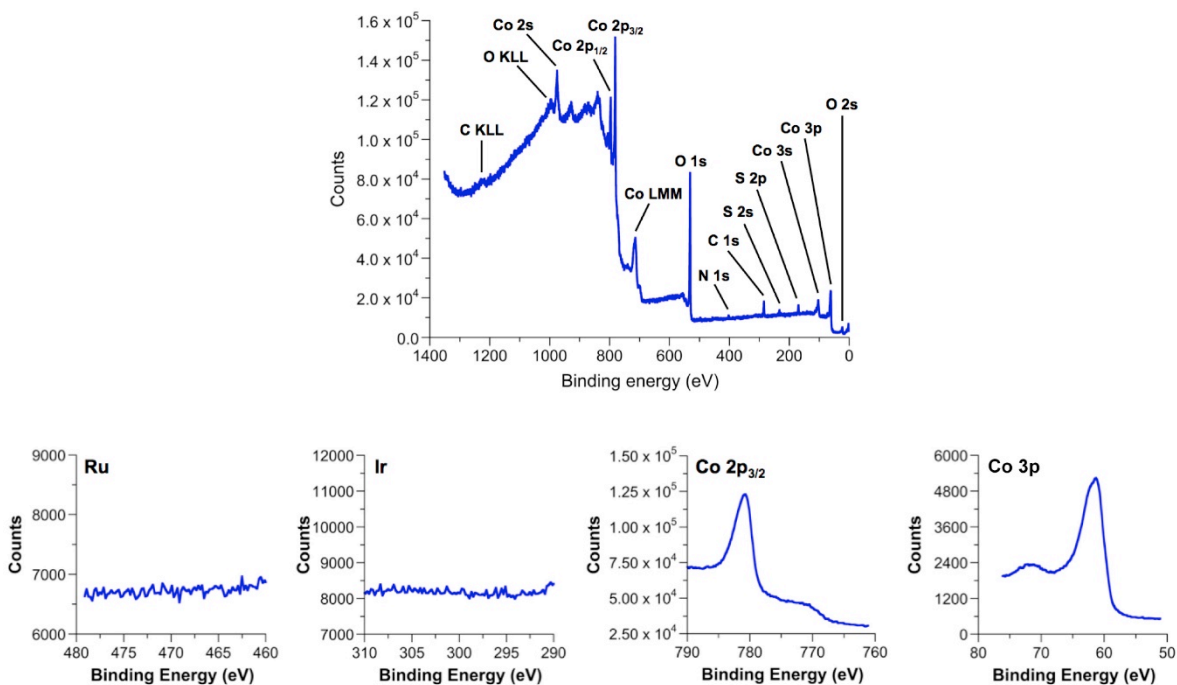 1.6 x 10⁵
1.4 x 10⁵
1.2 x 10⁵
1.0 x 10⁵
8.0 x 10⁴
6.0 x 10⁴
4.0 x 10⁴
2.0 x 10⁴
0.0
Counts
Co 2s
Co 2p₃/₂
Co 2p₁/₂
O KLL
C KLL
Co LMM
O 1s
N 1s
C 1s
S 2s
S 2p
Co 3s
Co 3p
O 2s
1400 1200 1000 800 600 400 200 0
Binding energy (eV)
Ru
9000
8000
7000
6000
Counts
480 475 470 465 460
Binding Energy (eV)
Ir
12000
11000
10000
9000
8000
7000
Counts
310 305 300 295 290
Binding Energy (eV)
Co 2p₃/₂
1.50 x 10⁵
1.25 x 10⁵
1.00 x 10⁵
7.50 x 10⁴
5.00 x 10⁴
2.50 x 10⁴
Counts
790 780 770 760
Binding Energy (eV)
Co 3p
6000
4800
3600
2400
1200
0
Counts
80 70 60 50
Binding Energy (eV)